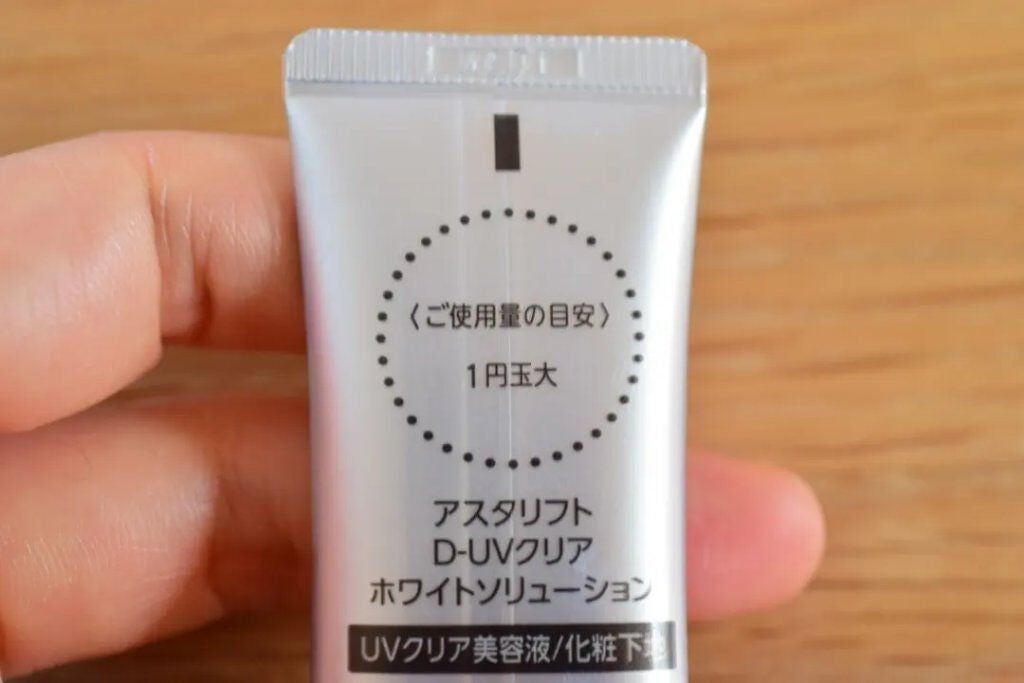 〈ご使用量の目安〉
1円玉大
アスタリフト
D-UVクリア
ホワイトソリューション
UVクリア美容液/化粧下地